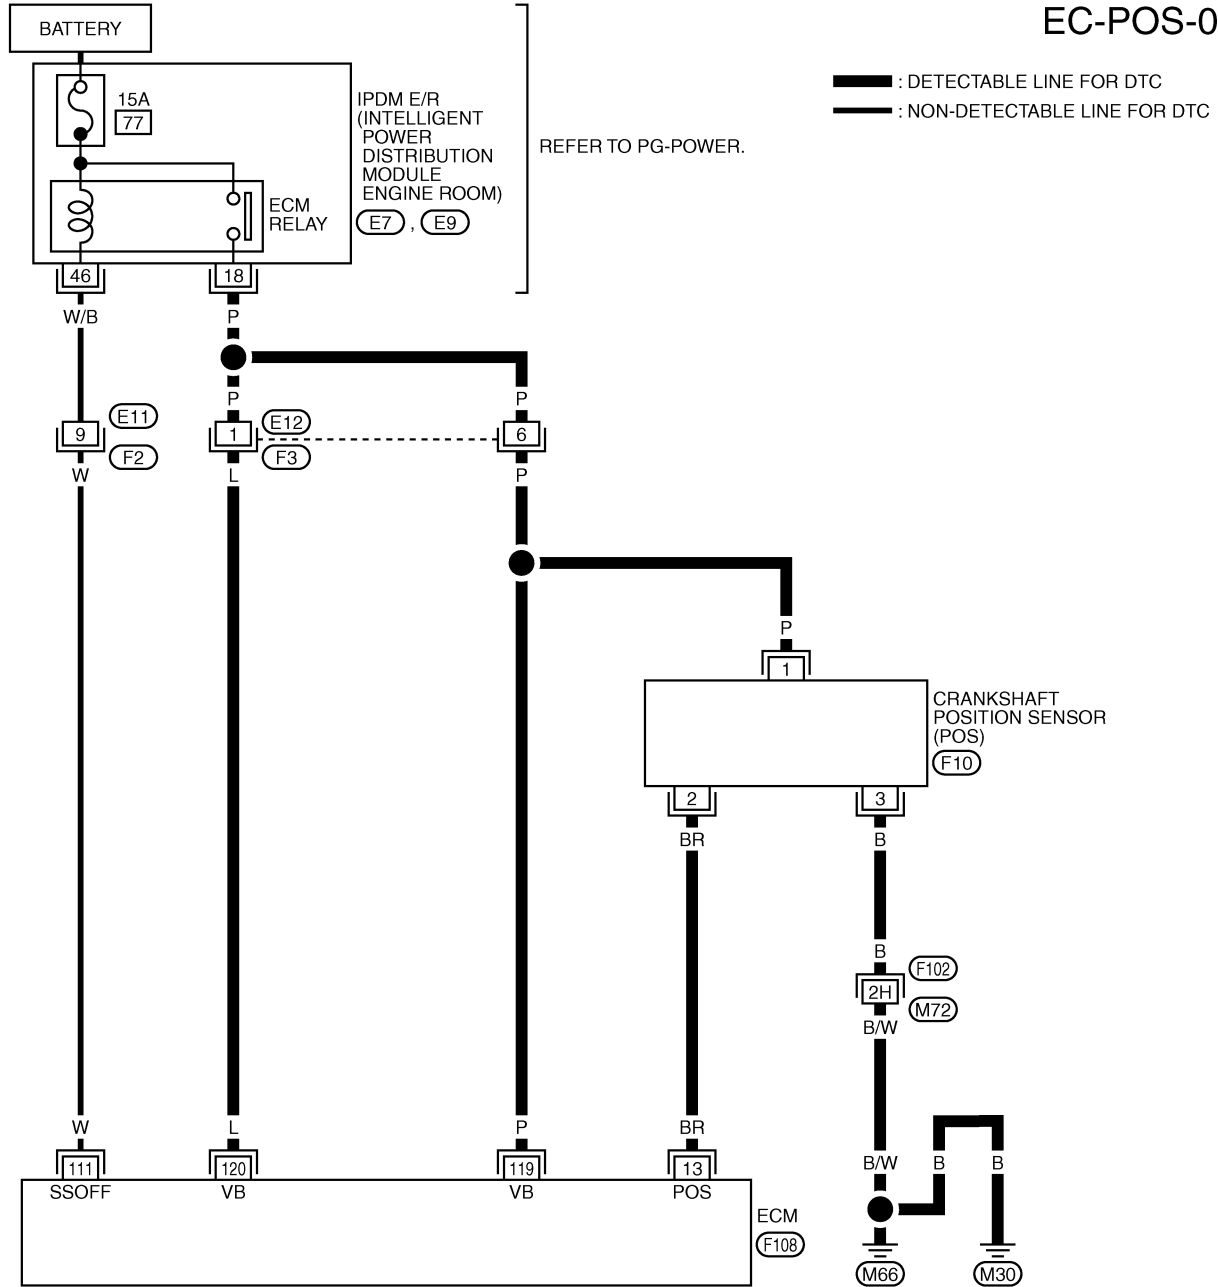 EC-POS-0
BATTERY
: DETECTABLE LINE FOR DTC
: NON-DETECTABLE LINE FOR DTC
15A
77
IPDM E/R
(INTELLIGENT
POWER
DISTRIBUTION
MODULE
ENGINE ROOM)
E7 , E9
REFER TO PG-POWER.
ECM
RELAY
46
18
W/B
P
P
P
9
E11
F2
1
E12
F3
6
W
L
P
P
1
CRANKSHAFT
POSITION SENSOR
(POS)
F10
2
3
BR
B
B
2H
F102
M72
B/W
W
L
P
BR
B/W
B
B
111
120
119
13
SSOFF
VB
VB
POS
ECM
F108
M66
M30